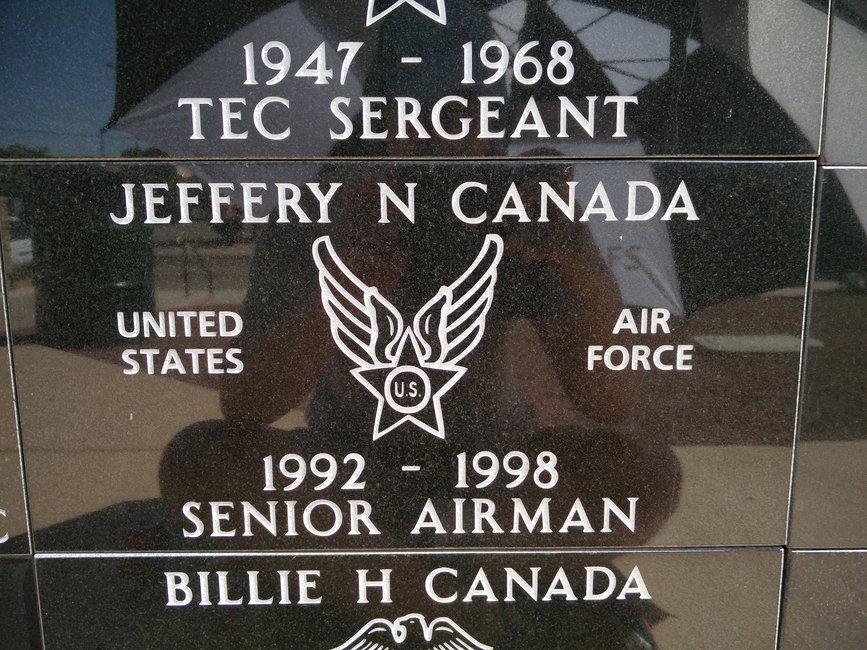 1947 - 1968
TEC SERGEANT
JEFFERY N CANADA
UNITED
STATES
AIR
FORCE
U.S.
1992 - 1998
SENIOR AIRMAN
BILLIE H CANADA